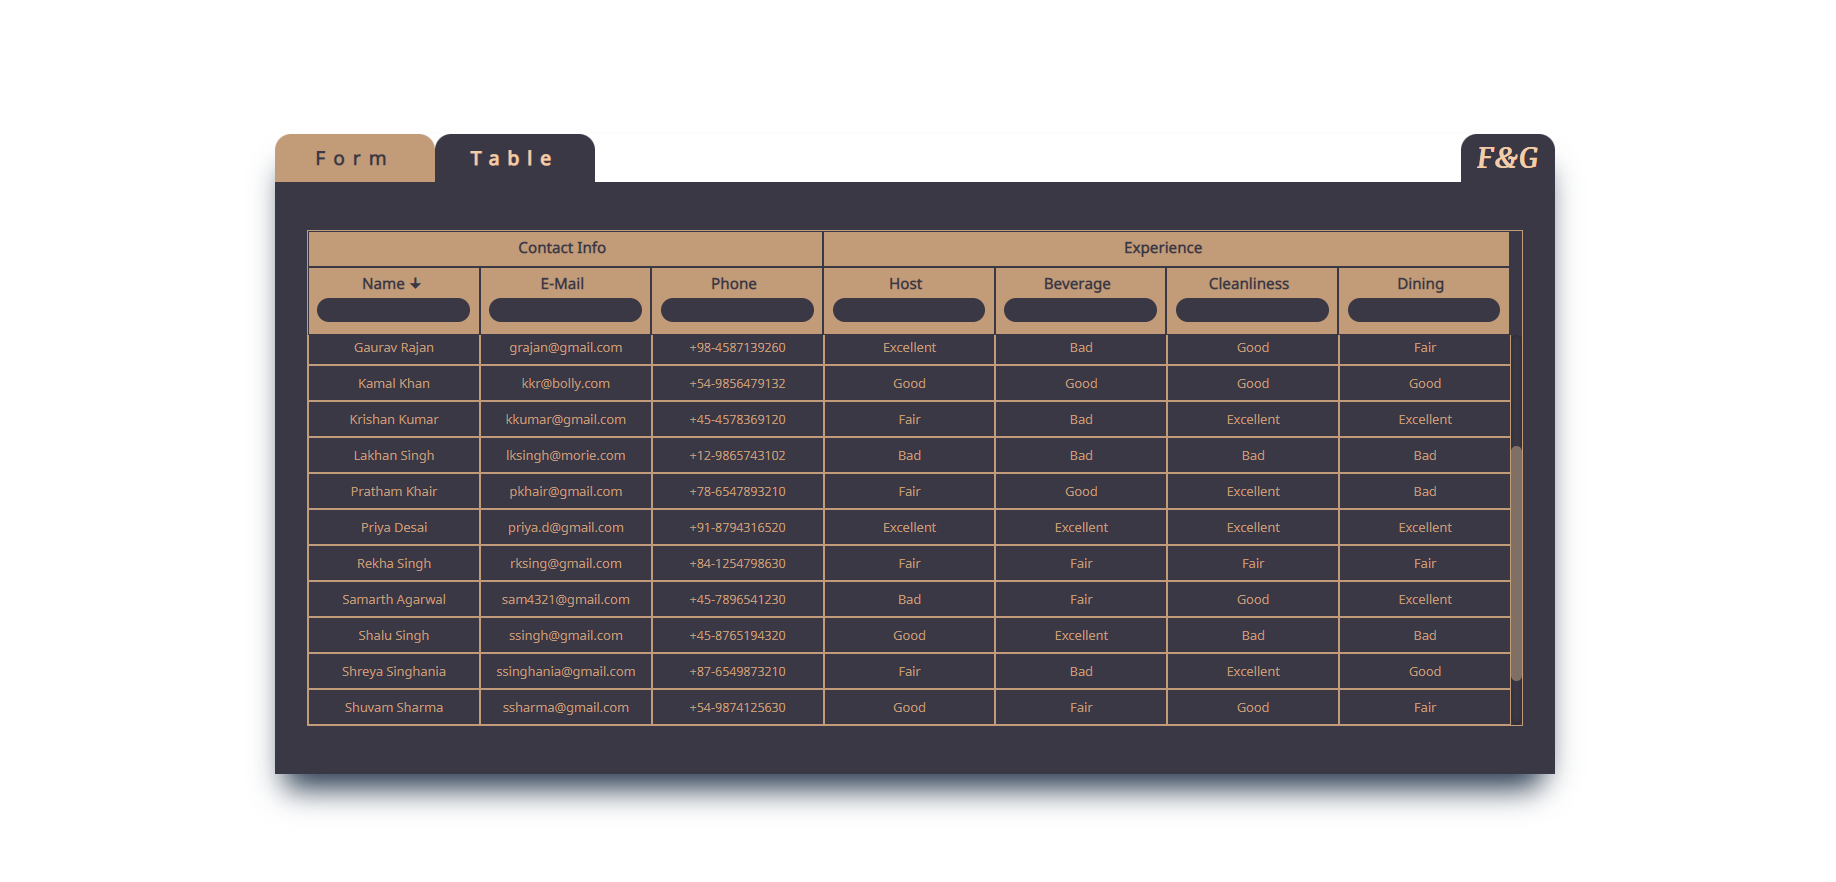 Form Table F&G
Contact Info Experience
Name E-Mail Phone Host Beverage Cleanliness Dining
Gaurav Rajan grajan@gmail.com +98-4587139260 Excellent Bad Good Fair
Kamal Khan kkr@bolly.com +54-9856479132 Good Good Good Good
Krishan Kumar kkumar@gmail.com +45-4578369120 Fair Bad Excellent Excellent
Lakhan Singh lksingh@morie.com +12-9865743102 Bad Bad Bad Bad
Pratham Khair pkhair@gmail.com +78-6547893210 Fair Good Excellent Bad
Priya Desai priya.d@gmail.com +91-8794316520 Excellent Excellent Excellent Excellent
Rekha Singh rksing@gmail.com +84-1254798630 Fair Fair Fair Fair
Samarth Agarwal sam4321@gmail.com +45-7896541230 Bad Fair Good Excellent
Shalu Singh ssingh@gmail.com +45-8765194320 Good Excellent Bad Bad
Shreya Singhania ssinghania@gmail.com +87-6549873210 Fair Bad Excellent Good
Shuvam Sharma ssharma@gmail.com +54-9874125630 Good Fair Good Fair